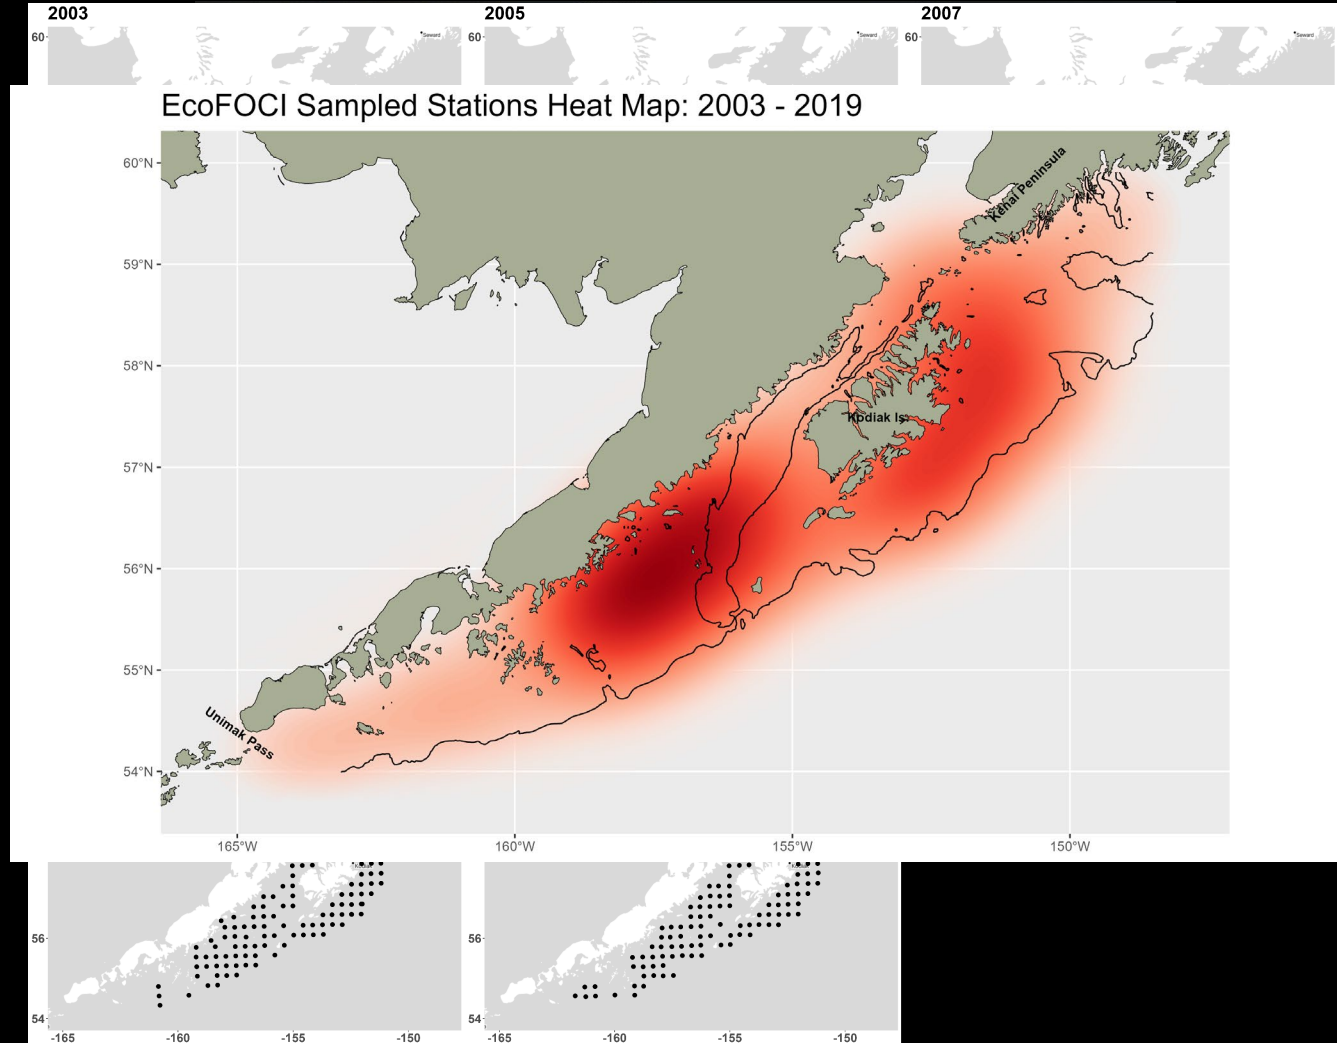 2003 2005 2007
60 Seward 60 Seward 60 Seward
EcoFOCI Sampled Stations Heat Map: 2003 - 2019
60°N
Kenai Peninsula
59°N
58°N
Kodiak Is.
57°N
56°N
55°N
Unimak Pass
54°N
165°W 160°W 155°W 150°W
56 56
54 54
-165 -160 -155 -150 -165 -160 -155 -150